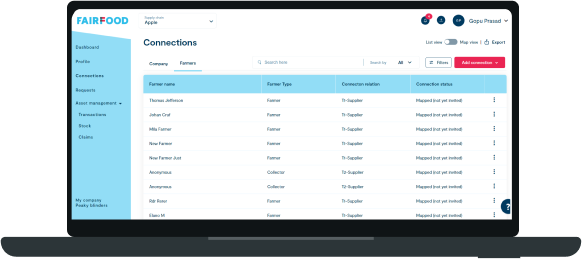 FAIRFOOD
Supply chain
Apple
GP
Gopu Prasad
Connections
List view
Map view
Export
Company
Farmers
Search here
Search by
All
Filters
Add connection
Dashboard
Profile
Connections
Requests
Asset management
Transactions
Stock
Claims
My company
Peaky blinders
Farmer name Farmer Type Connection relation Connection status
Thomas Jefferson Farmer T1-Supplier Mapped (not yet invited)
Johan Graf Farmer T1-Supplier Mapped (not yet invited)
Mila Farmer Farmer T1-Supplier Mapped (not yet invited)
New Farmer Farmer T1-Supplier Mapped (not yet invited)
New Farmer Just Farmer T1-Supplier Mapped (not yet invited)
Anonymous Collector T2-Supplier Mapped (not yet invited)
Anonymous Collector T2-Supplier Mapped (not yet invited)
Farmer T1-Supplier Mapped (not yet invited)
M Farmer T1-Supplier Mapped (not yet invited)
?